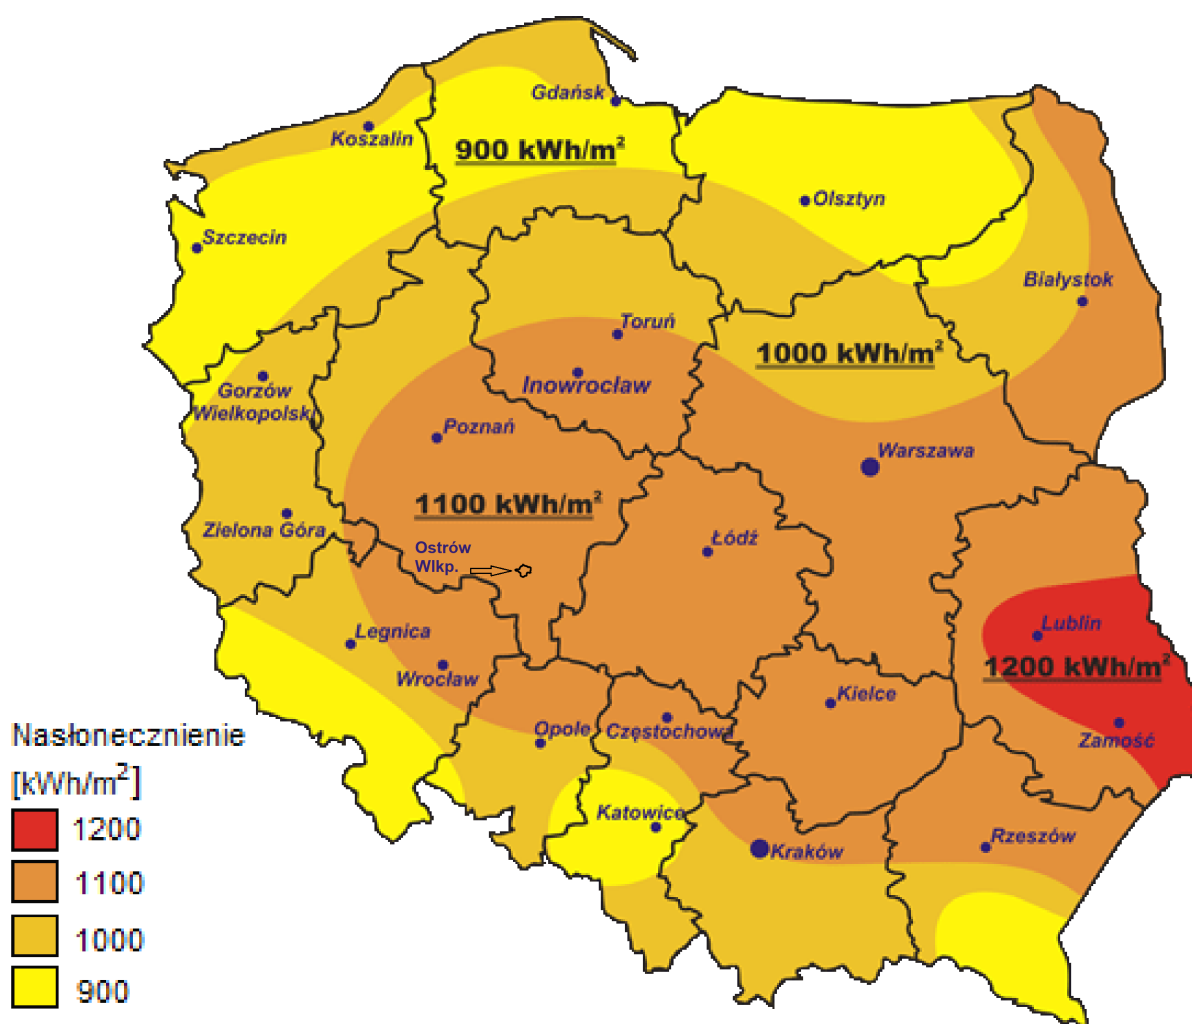 Gdańsk
Koszalin
900 kWh/m²
Olsztyn
Szczecin
Białystok
Toruń
1000 kWh/m²
Inowrocław
Gorzów
Wielkopolski
Poznań
Warszawa
1100 kWh/m²
Zielona Góra
Łódź
Ostrów
Wlkp.
Legnica
Lublin
1200 kWh/m²
Wrocław
Kielce
Opole
Częstochowa
Zamość
Nasłonecznienie
[kWh/m²]
Katowice
Kraków
Rzeszów
1200
1100
1000
900